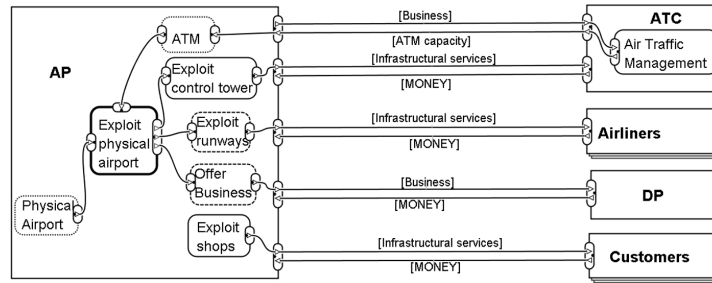 AP
ATM
Exploit
control tower
Exploit
physical
airport
Exploit
runways
Offer
Business
Physical
Airport
Exploit
shops
[Business]
[ATM capacity]
[Infrastructural services]
[MONEY]
[Infrastructural services]
[MONEY]
[Business]
[MONEY]
[Infrastructural services]
[MONEY]
ATC
Air Traffic
Management
Airliners
DP
Customers